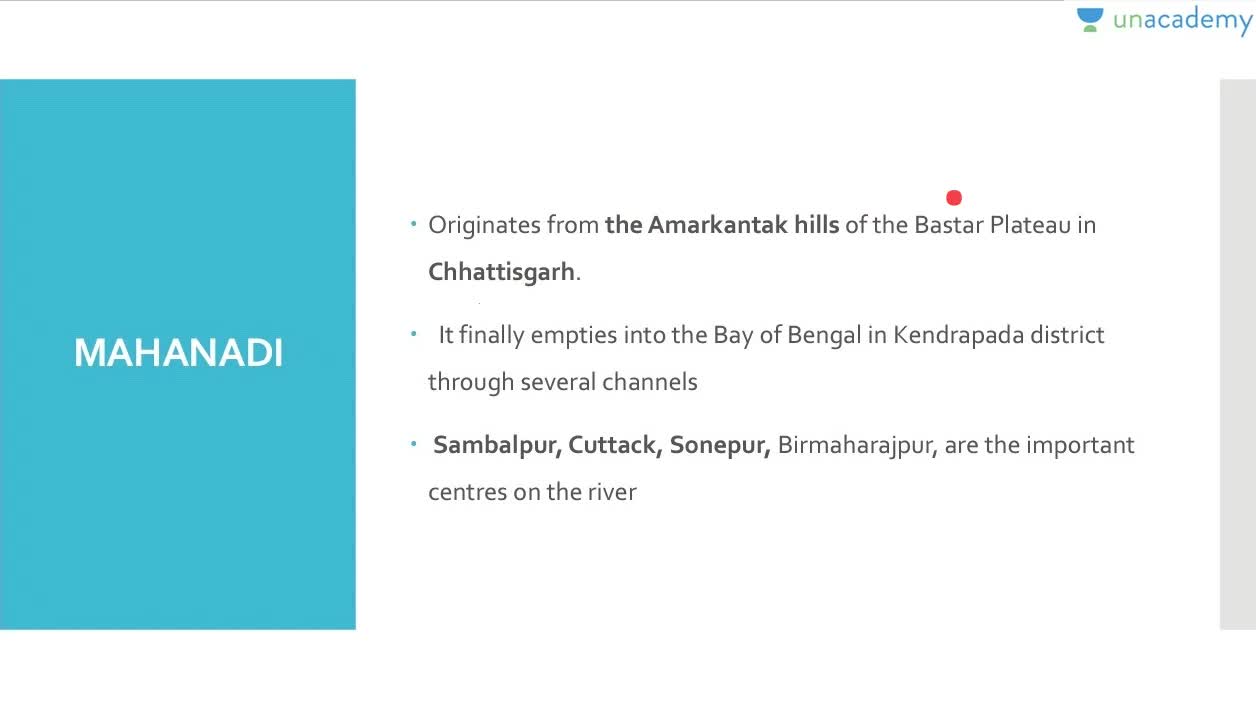 unacademy
MAHANADI
• Originates from the Amarkantak hills of the Bastar Plateau in
Chhattisgarh.
• It finally empties into the Bay of Bengal in Kendrapada district
through several channels
• Sambalpur, Cuttack, Sonepur, Birmaharajpur, are the important
centres on the river